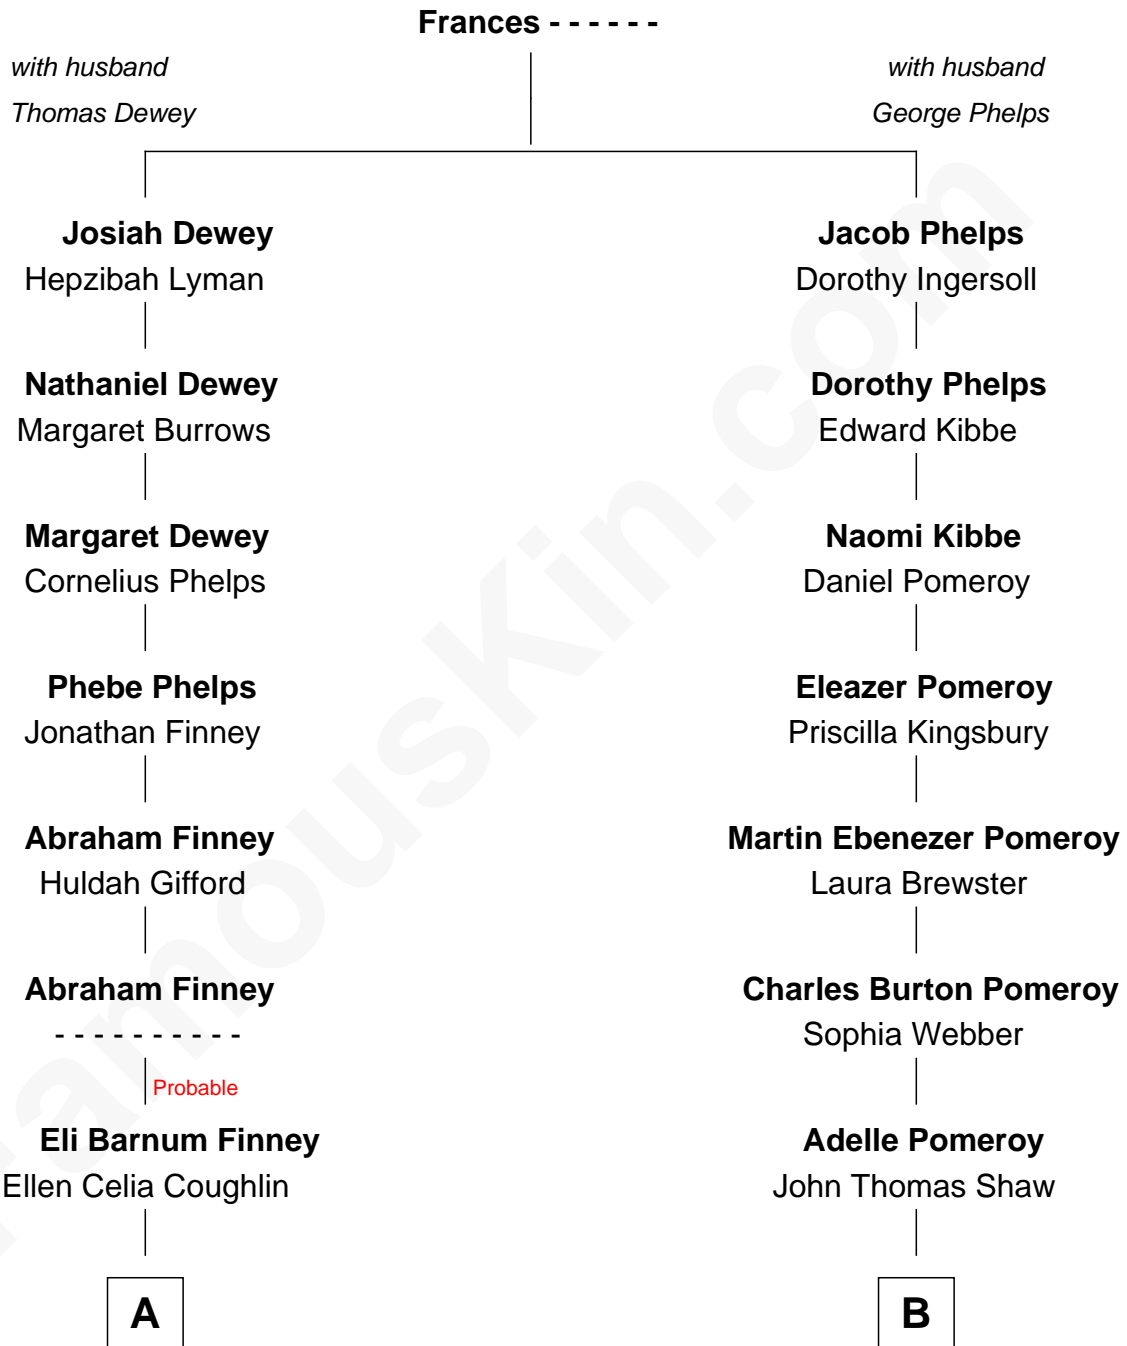 Frances - - - - - -
with husband
Thomas Dewey
with husband
George Phelps
Josiah Dewey
Hepzibah Lyman
Jacob Phelps
Dorothy Ingersoll
Nathaniel Dewey
Margaret Burrows
Dorothy Phelps
Edward Kibbe
Margaret Dewey
Cornelius Phelps
Naomi Kibbe
Daniel Pomeroy
Phebe Phelps
Jonathan Finney
Eleazer Pomeroy
Priscilla Kingsbury
Abraham Finney
Huldah Gifford
Martin Ebenezer Pomeroy
Laura Brewster
Abraham Finney
- - - - - - - - - -
Charles Burton Pomeroy
Sophia Webber
Probable
Eli Barnum Finney
Ellen Celia Coughlin
Adelle Pomeroy
John Thomas Shaw
A
B
FamousKin.com